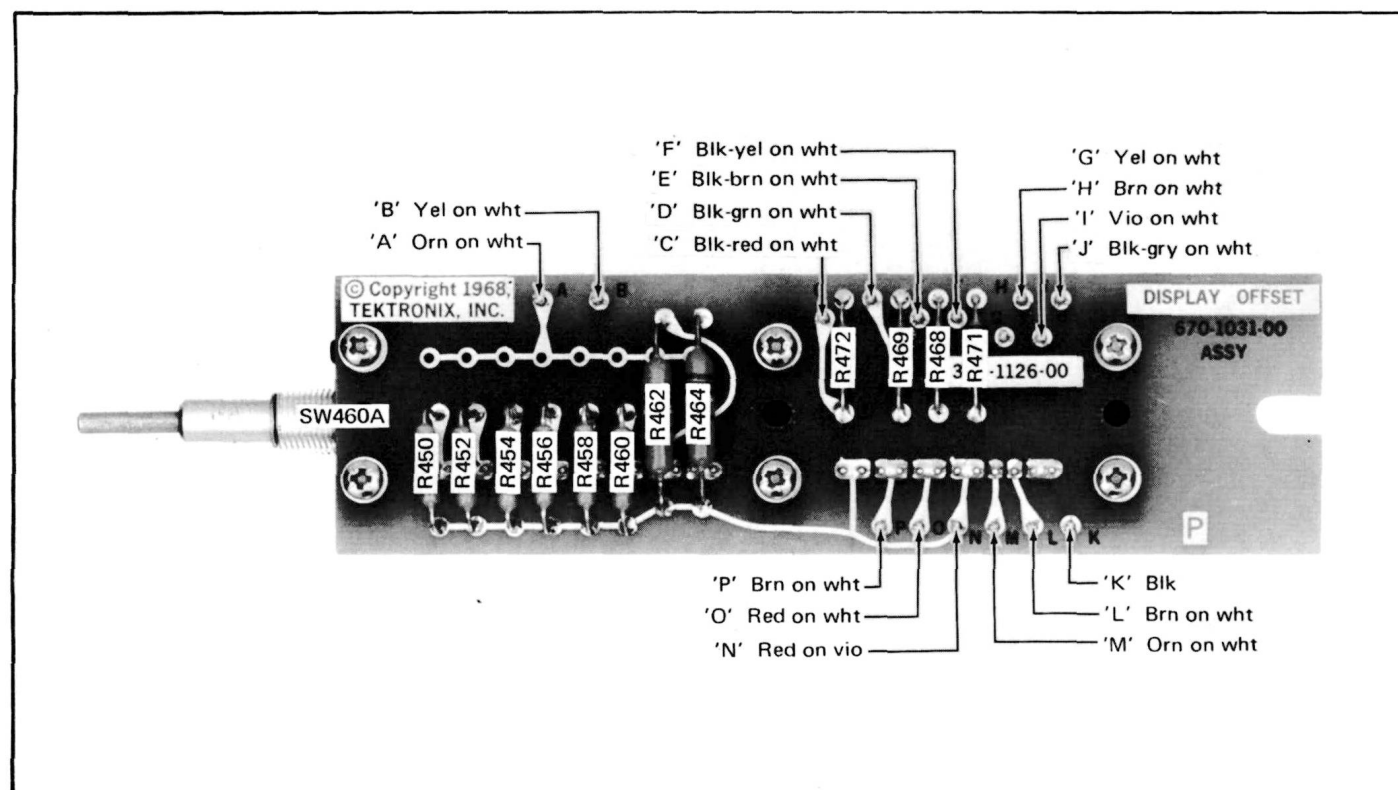 'F' Blk-yel on wht
'E' Blk-brn on wht
'D' Blk-grn on wht
'C' Blk-red on wht
'G' Yel on wht
'H' Brn on wht
'I' Vio on wht
'J' Blk-gry on wht
'B' Yel on wht
'A' Orn on wht
© Copyright 1968,
TEKTRONIX, INC.
A
B
H
DISPLAY OFFSET
670-1031-00
ASSY
R472
R469
R468
R471
-1126-00
SW460A
R450
R452
R454
R456
R458
R460
R462
R464
P
O
N
M
L
K
P
'P' Brn on wht
'O' Red on wht
'N' Red on vio
'K' Blk
'L' Brn on wht
'M' Orn on wht